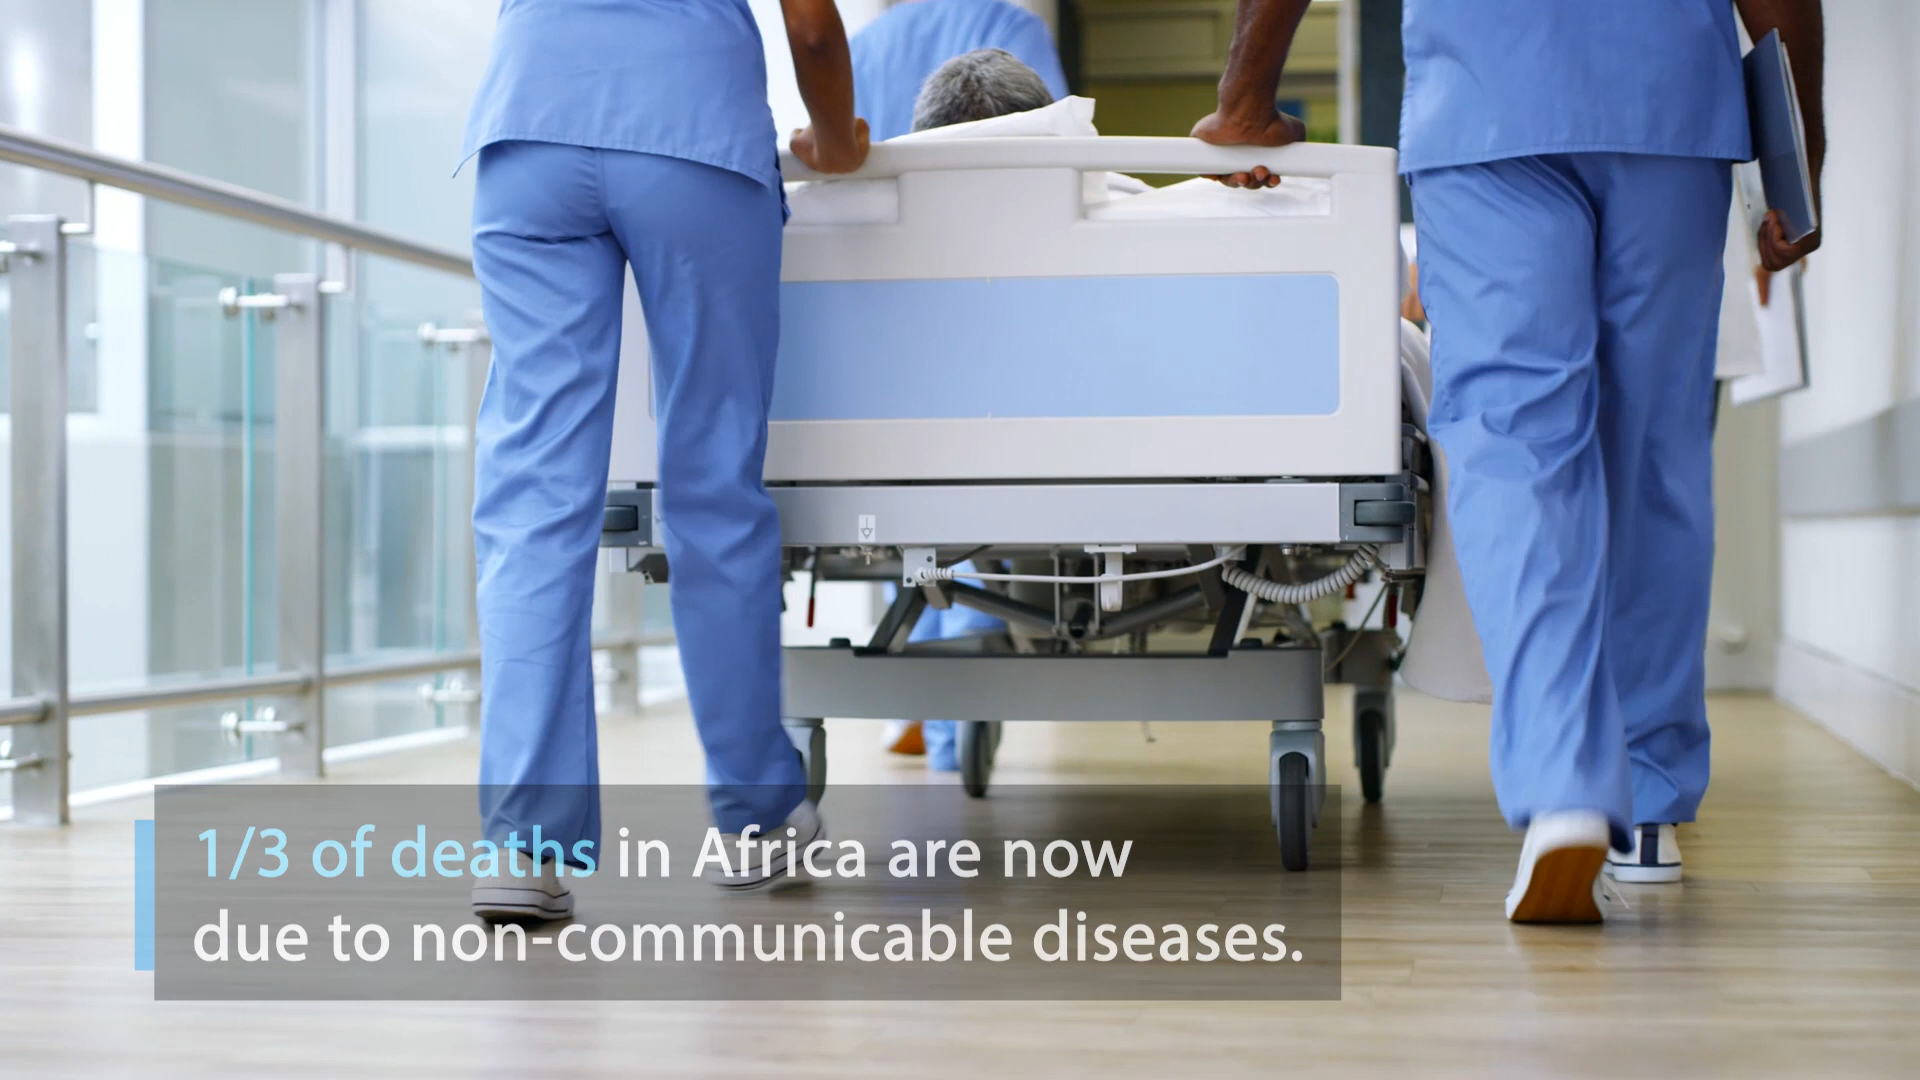 1/3 of deaths in Africa are now
due to non-communicable diseases.